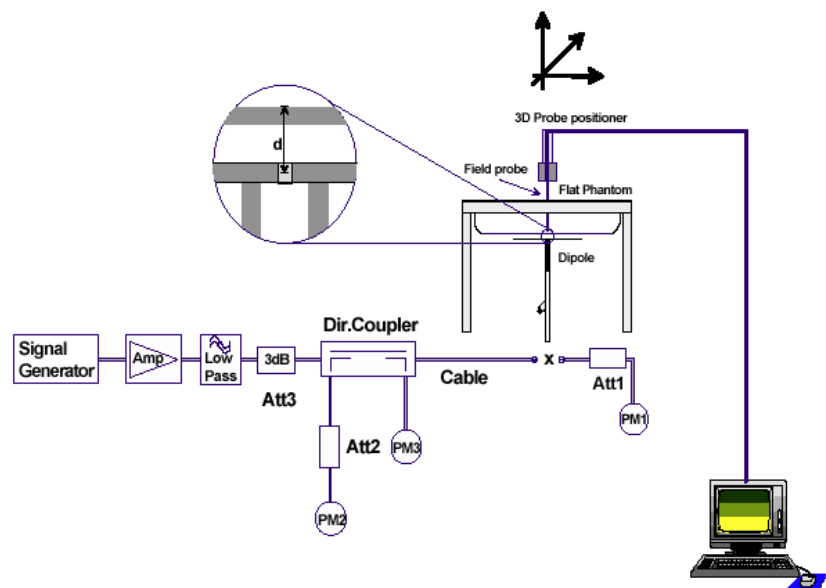 3D Probe positioner
d
Field probe
Flat Phantom
Dipole
Signal
Generator
Amp
Low
Pass
3dB
Att3
Dir.Coupler
Cable
x
Att1
PM1
Att2
PM3
PM2